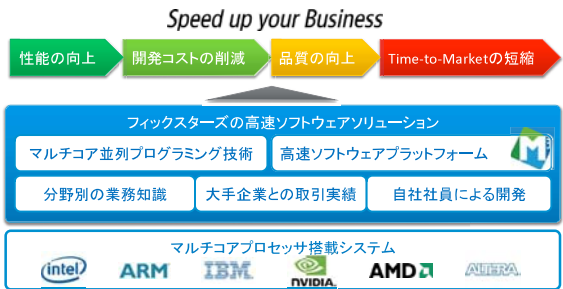 Speed up your Business
性能の向上 開発コストの削減 品質の向上 Time-to-Marketの短縮
フィックスターズの高速ソフトウェアソリューション
マルチコア並列プログラミング技術 高速ソフトウェアプラットフォーム M
分野別の業務知識 大手企業との取引実績 自社社員による開発
マルチコアプロセッサ搭載システム
intel ARM IBM NVIDIA. AMD ALTERA.